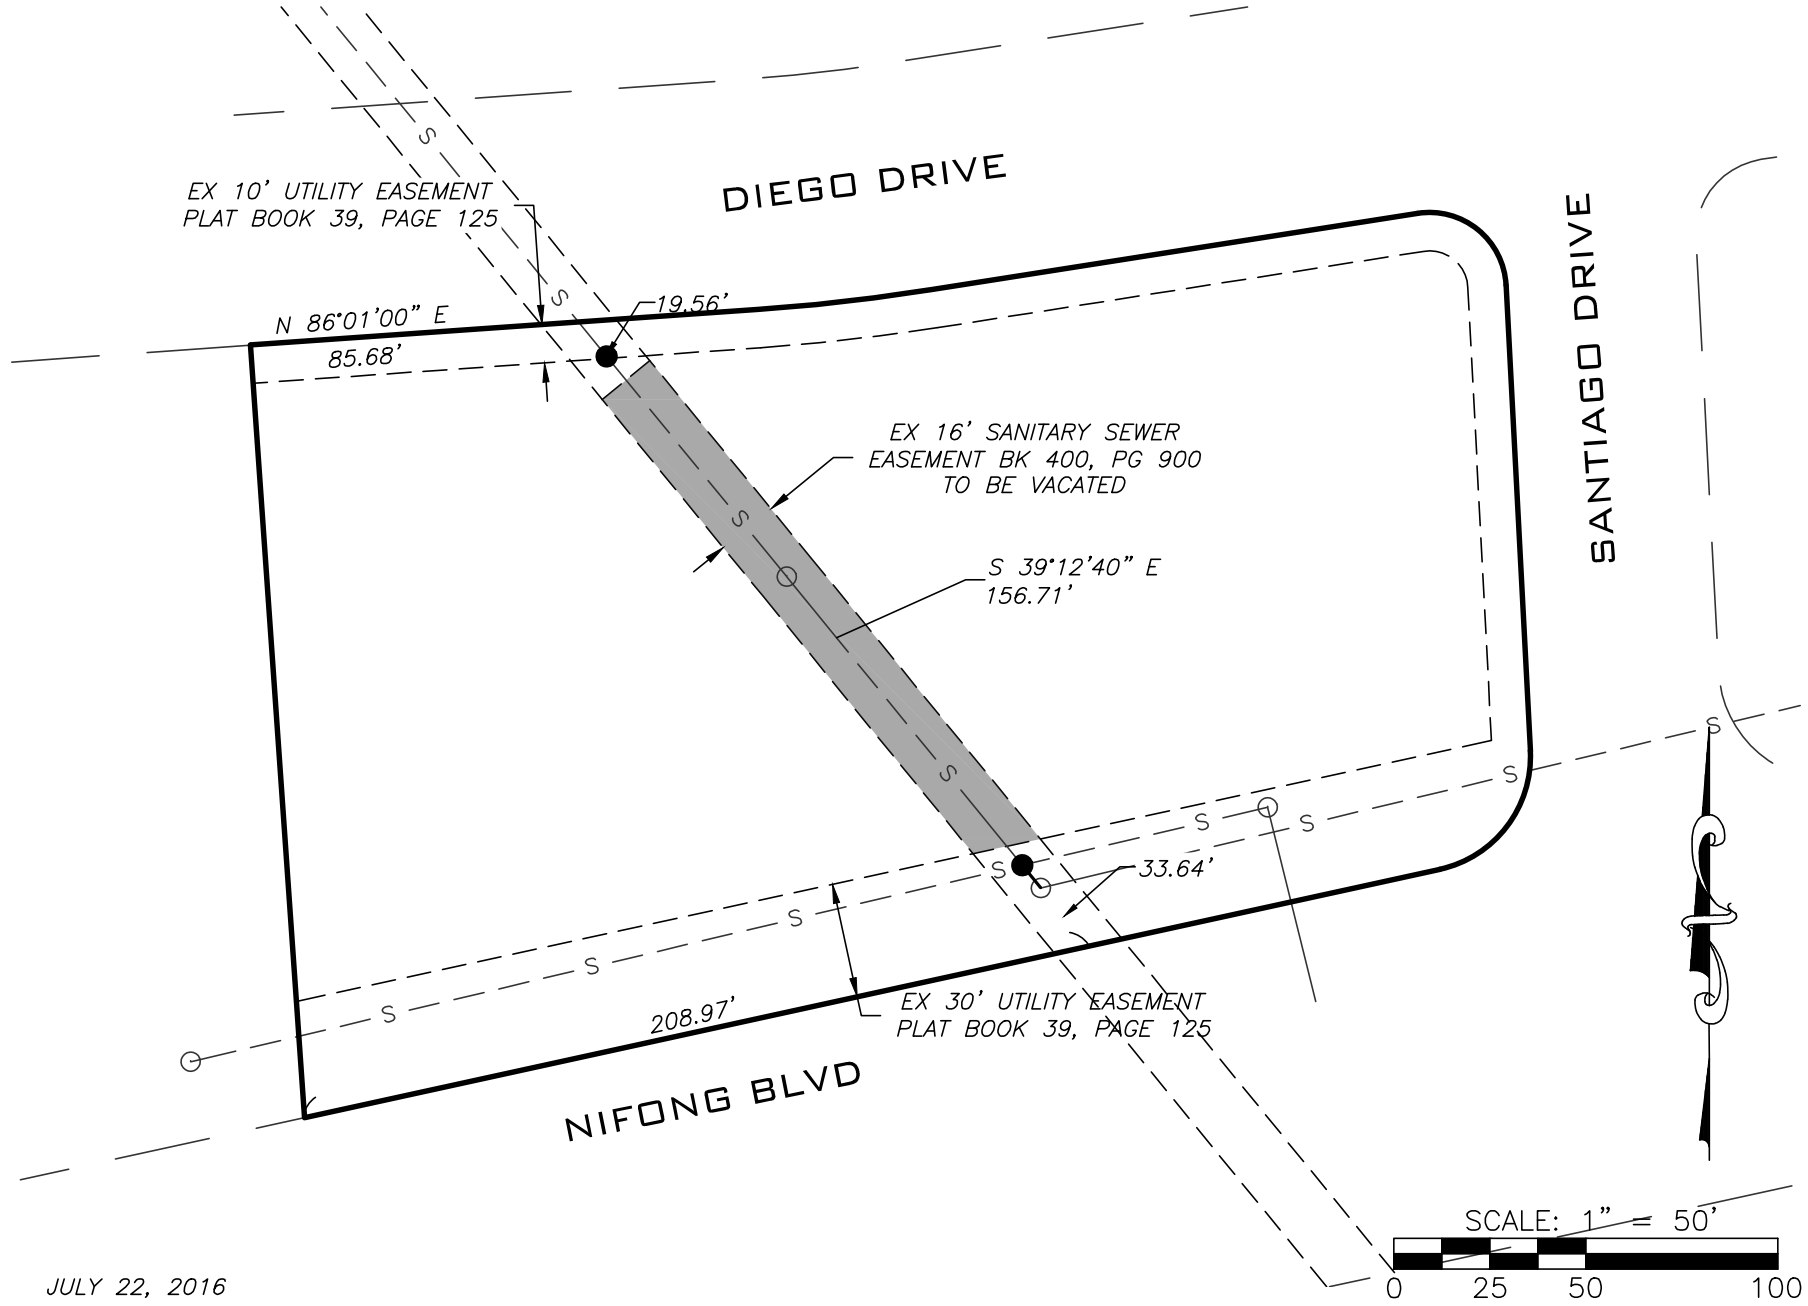 DIEGO DRIVE
EX 10' UTILITY EASEMENT
PLAT BOOK 39, PAGE 125
S
S
SANTIAGO DRIVE
N 86°01'00" E
85.68'
19.56'
EX 16' SANITARY SEWER
EASEMENT BK 400, PG 900
TO BE VACATED
S
S 39°12'40" E
156.71'
S
S
S
S
S
S
33.64'
S
S
S
EX 30' UTILITY EASEMENT
PLAT BOOK 39, PAGE 125
208.97'
NIFONG BLVD
SCALE: 1" = 50'
0 25 50 100
JULY 22, 2016